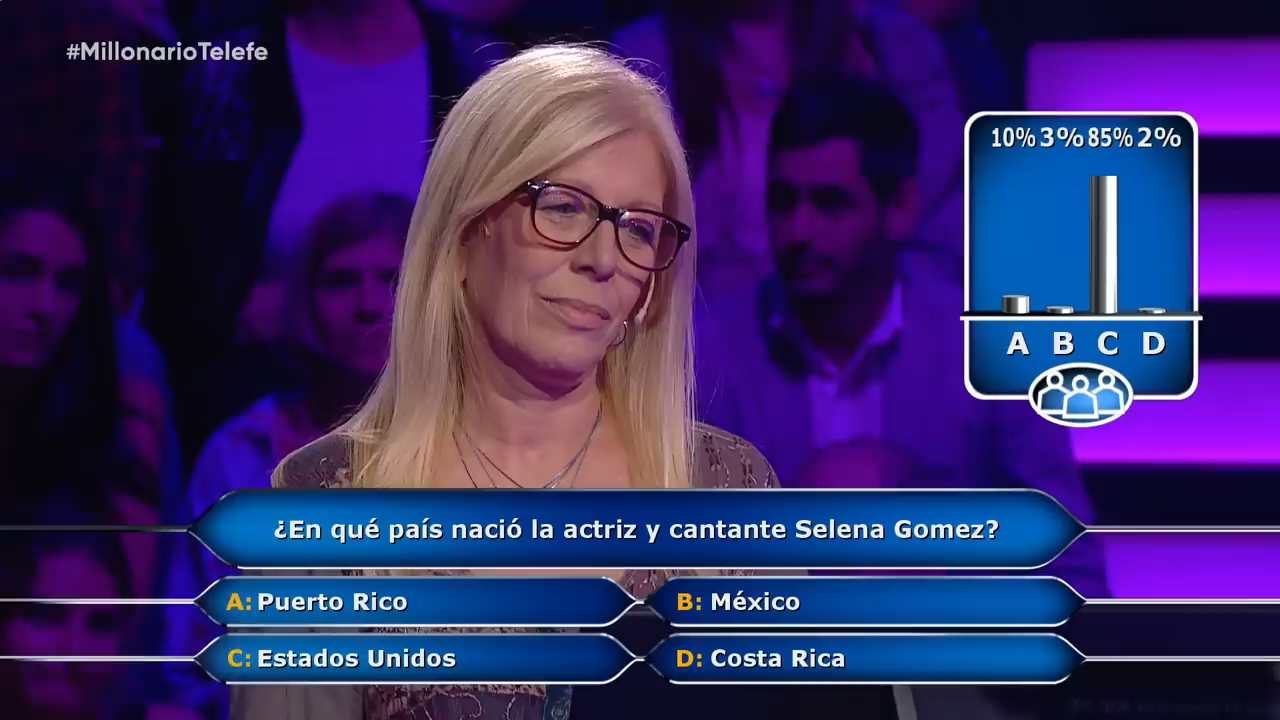 #MillonarioTelefe
10% 3% 85% 2%
A B C D
¿En qué país nació la actriz y cantante Selena Gomez?
A: Puerto Rico
B: México
C: Estados Unidos
D: Costa Rica